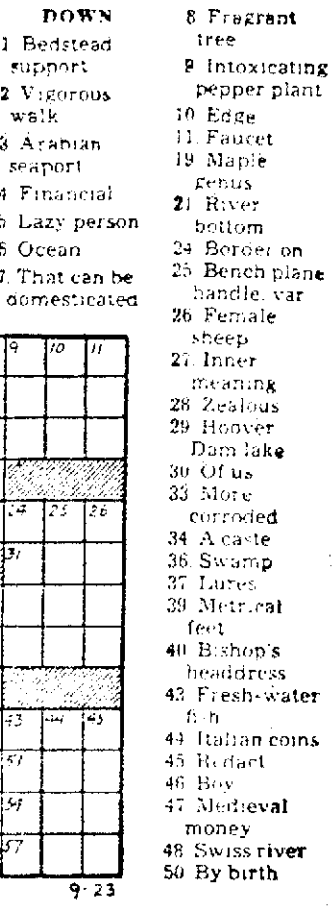 DOWN
1 Bedstead
support
2 Vigorous
walk
3 Arabian
seaport
4 Financial
5 Lazy person
6 Ocean
7. That can be
domesticated
8 Fragrant
tree
9 Intoxicating
pepper plant
10 Edge
11. Faucet
19 Maple
genus
21 River
bottom
24 Border on
25 Bench plane
handle. var
26 Female
sheep
27. Inner
meaning
28 Zealous
29 Hoover
Dam lake
30 Of us
33 More
corroded
34 A caste
36. Swamp
37 Lures
39 Metrical
feet
40 Bishop's
headdress
43 Fresh-water
fish
44 Italian coins
45 Redact
46 Boy
47 Medieval
money
48 Swiss river
50 By birth
9 10 11
24 25 26
31
43 44 45
51
54
57
9-23